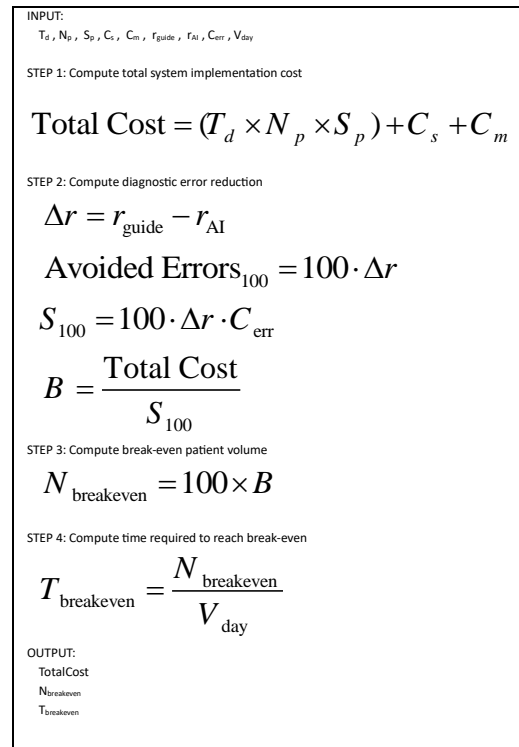 INPUT:
T_d , N_p , S_p , C_s , C_m , r_guide , r_AI , C_err , V_day
STEP 1: Compute total system implementation cost
Total Cost = (T_d × N_p × S_p) + C_s + C_m
STEP 2: Compute diagnostic error reduction
Δr = r_guide − r_AI
Avoided Errors_100 = 100 · Δr
S_100 = 100 · Δr · C_err
B = Total Cost / S_100
STEP 3: Compute break-even patient volume
N_breakeven = 100 × B
STEP 4: Compute time required to reach break-even
T_breakeven = N_breakeven / V_day
OUTPUT:
TotalCost
N_breakeven
T_breakeven